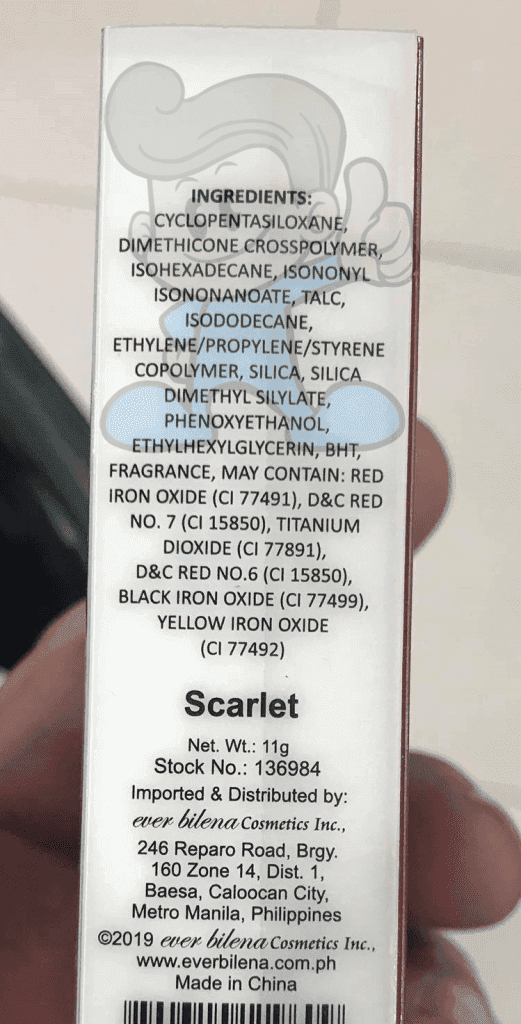 INGREDIENTS:
CYCLOPENTASILOXANE,
DIMETHICONE CROSSPOLYMER,
ISOHEXADECANE, ISONONYL
ISONONANOATE, TALC,
ISODODECANE,
ETHYLENE/PROPYLENE/STYRENE
COPOLYMER, SILICA, SILICA
DIMETHYL SILYLATE,
PHENOXYETHANOL,
ETHYLHEXYLGLYCERIN, BHT,
FRAGRANCE, MAY CONTAIN: RED
IRON OXIDE (CI 77491), D&C RED
NO. 7 (CI 15850), TITANIUM
DIOXIDE (CI 77891),
D&C RED NO.6 (CI 15850),
BLACK IRON OXIDE (CI 77499),
YELLOW IRON OXIDE
(CI 77492)
Scarlet
Net. Wt.: 11g
Stock No.: 136984
Imported & Distributed by:
ever bilena Cosmetics Inc.,
246 Reparo Road, Brgy.
160 Zone 14, Dist. 1,
Baesa, Caloocan City,
Metro Manila, Philippines
©2019 ever bilena Cosmetics Inc.,
www.everbilena.com.ph
Made in China